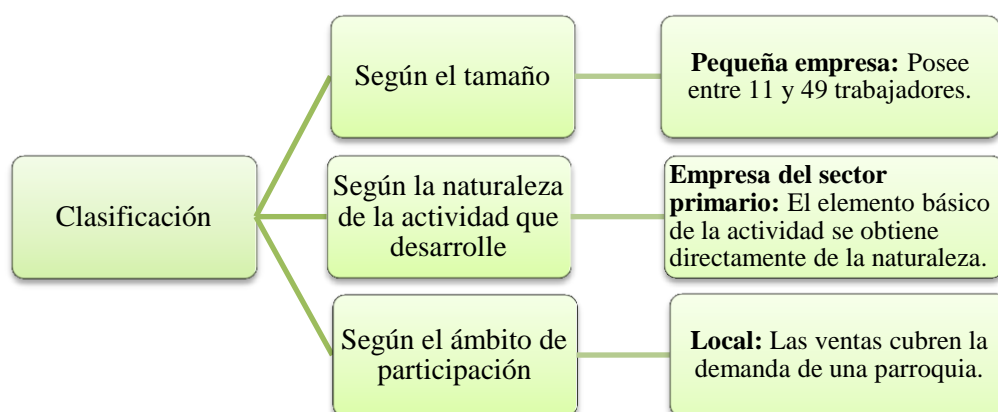 Clasificación
Según el tamaño
Pequeña empresa: Posee
entre 11 y 49 trabajadores.
Según la naturaleza
de la actividad que
desarrolle
Empresa del sector
primario: El elemento básico
de la actividad se obtiene
directamente de la naturaleza.
Según el ámbito de
participación
Local: Las ventas cubren la
demanda de una parroquia.